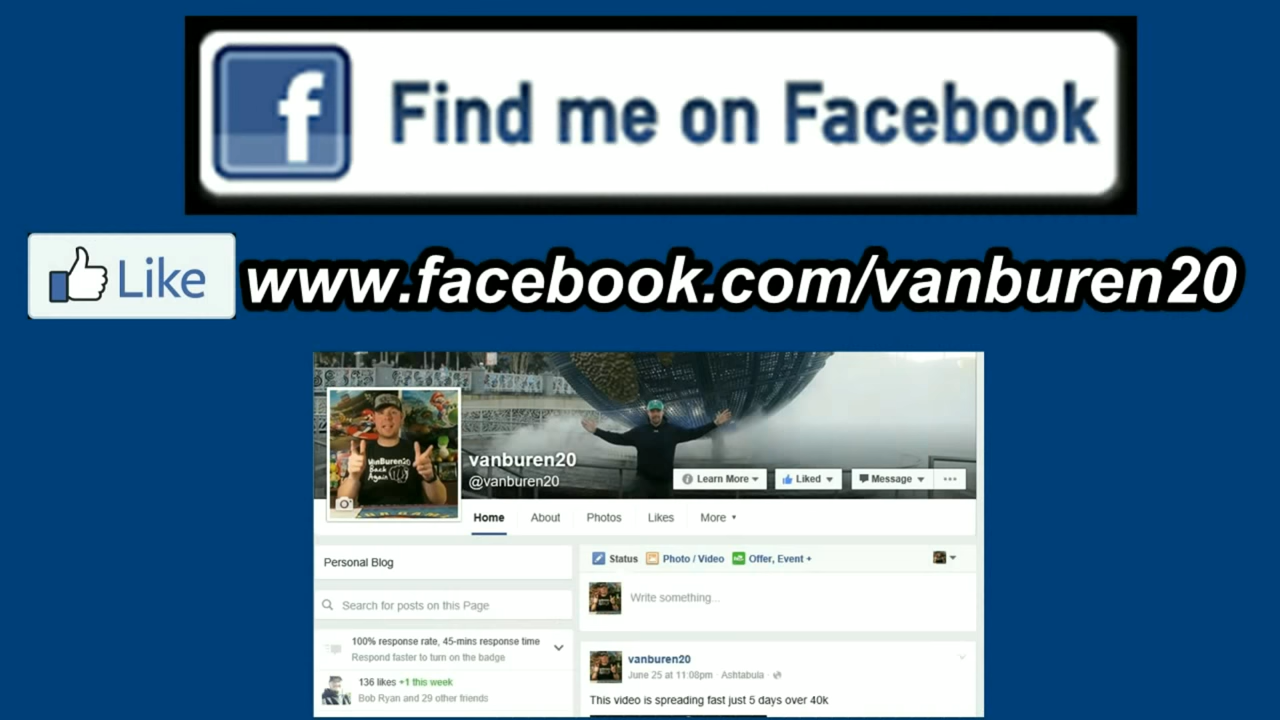 f Find me on Facebook
Like www.facebook.com/vanburen20
VanBuren20
Back
Again
vanburen20
@vanburen20
Learn More Liked Message ...
Home About Photos Likes More
Personal Blog
Status Photo / Video Offer, Event +
Search for posts on this Page
Write something...
100% response rate, 45-mins response time
Respond faster to turn on the badge
136 likes +1 this week
Bob Ryan and 29 other friends
vanburen20
June 25 at 11:08pm · Ashtabula ·
This video is spreading fast just 5 days over 40k